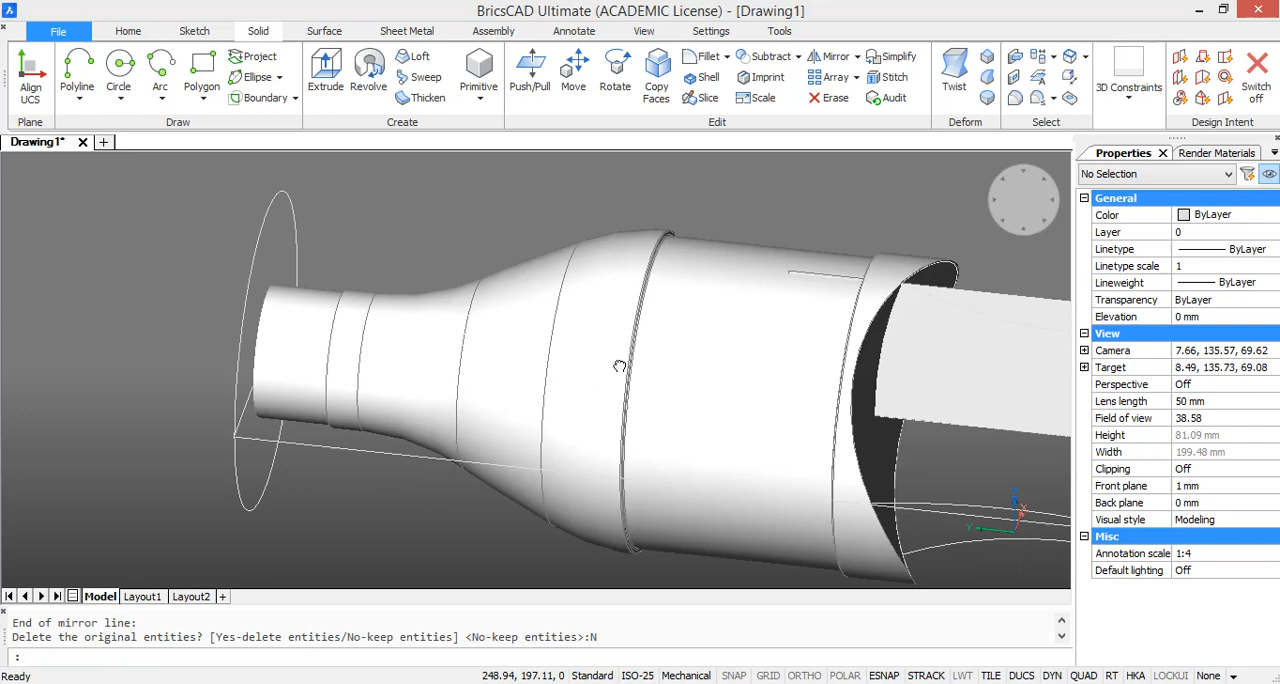 BricsCAD Ultimate (ACADEMIC License) - [Drawing1]
File Home Sketch Solid Surface Sheet Metal Assembly Annotate View Settings Tools
Align UCS
Polyline
Circle
Arc
Polygon
Project
Ellipse
Boundary
Extrude
Revolve
Loft
Sweep
Thicken
Primitive
Push/Pull
Move
Rotate
Copy Faces
Fillet
Shell
Slice
Subtract
Imprint
Scale
Mirror
Array
Erase
Simplify
Stitch
Audit
Twist
3D Constraints
Switch off
Plane Draw Create Edit Deform Select Design Intent
Drawing1*
Properties Render Materials
No Selection
General
Color ByLayer
Layer 0
Linetype ByLayer
Linetype scale 1
Lineweight ByLayer
Transparency ByLayer
Elevation 0 mm
View
Camera 7.66, 135.57, 69.62
Target 8.49, 135.73, 69.08
Perspective Off
Lens length 50 mm
Field of view 38.58
Height 81.09 mm
Width 199.48 mm
Clipping Off
Front plane 1 mm
Back plane 0 mm
Visual style Modeling
Misc
Annotation scale 1:4
Default lighting Off
Y
Model Layout1 Layout2 +
End of mirror line:
Delete the original entities? [Yes-delete entities/No-keep entities] <No-keep entities>:N
:
Ready 248.94, 197.11, 0 Standard ISO-25 Mechanical SNAP GRID ORTHO POLAR ESNAP STRACK LWT TILE DUCS DYN QUAD RT HKA LOCKUI None